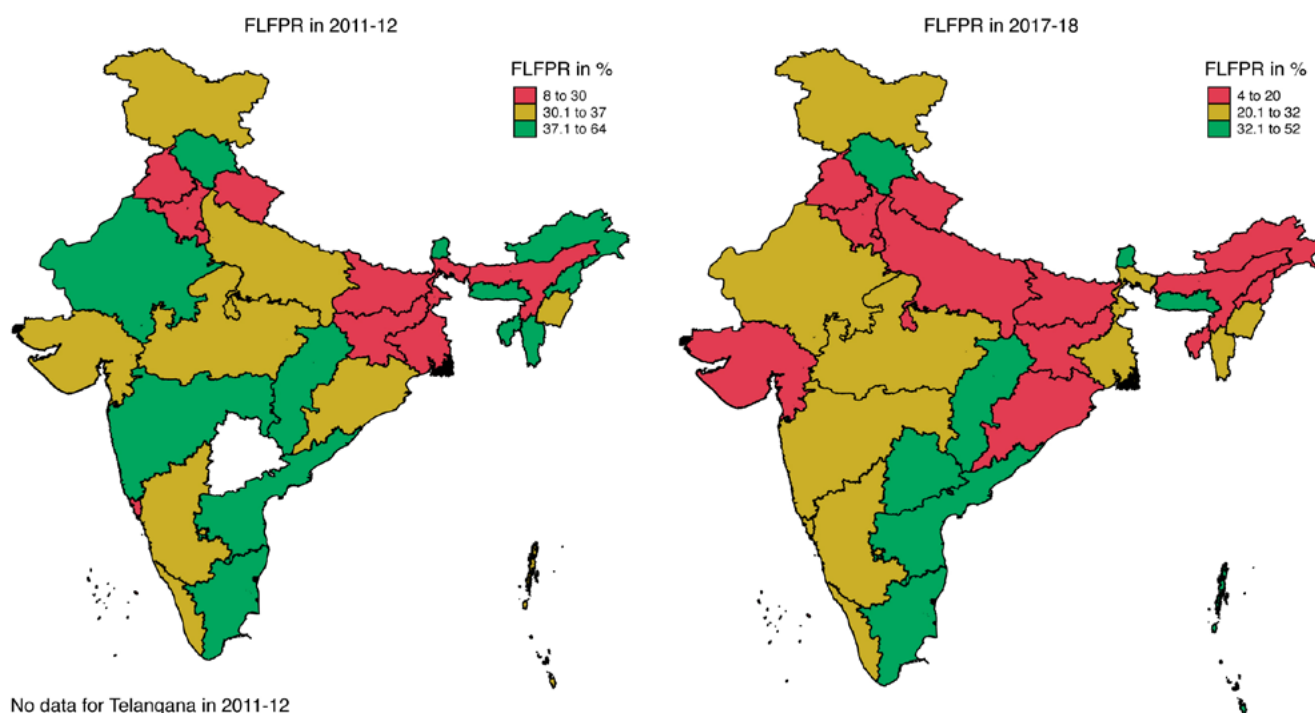 FLFPR in 2011-12
FLFPR in %
8 to 30
30.1 to 37
37.1 to 64
No data for Telangana in 2011-12
FLFPR in 2017-18
FLFPR in %
4 to 20
20.1 to 32
32.1 to 52